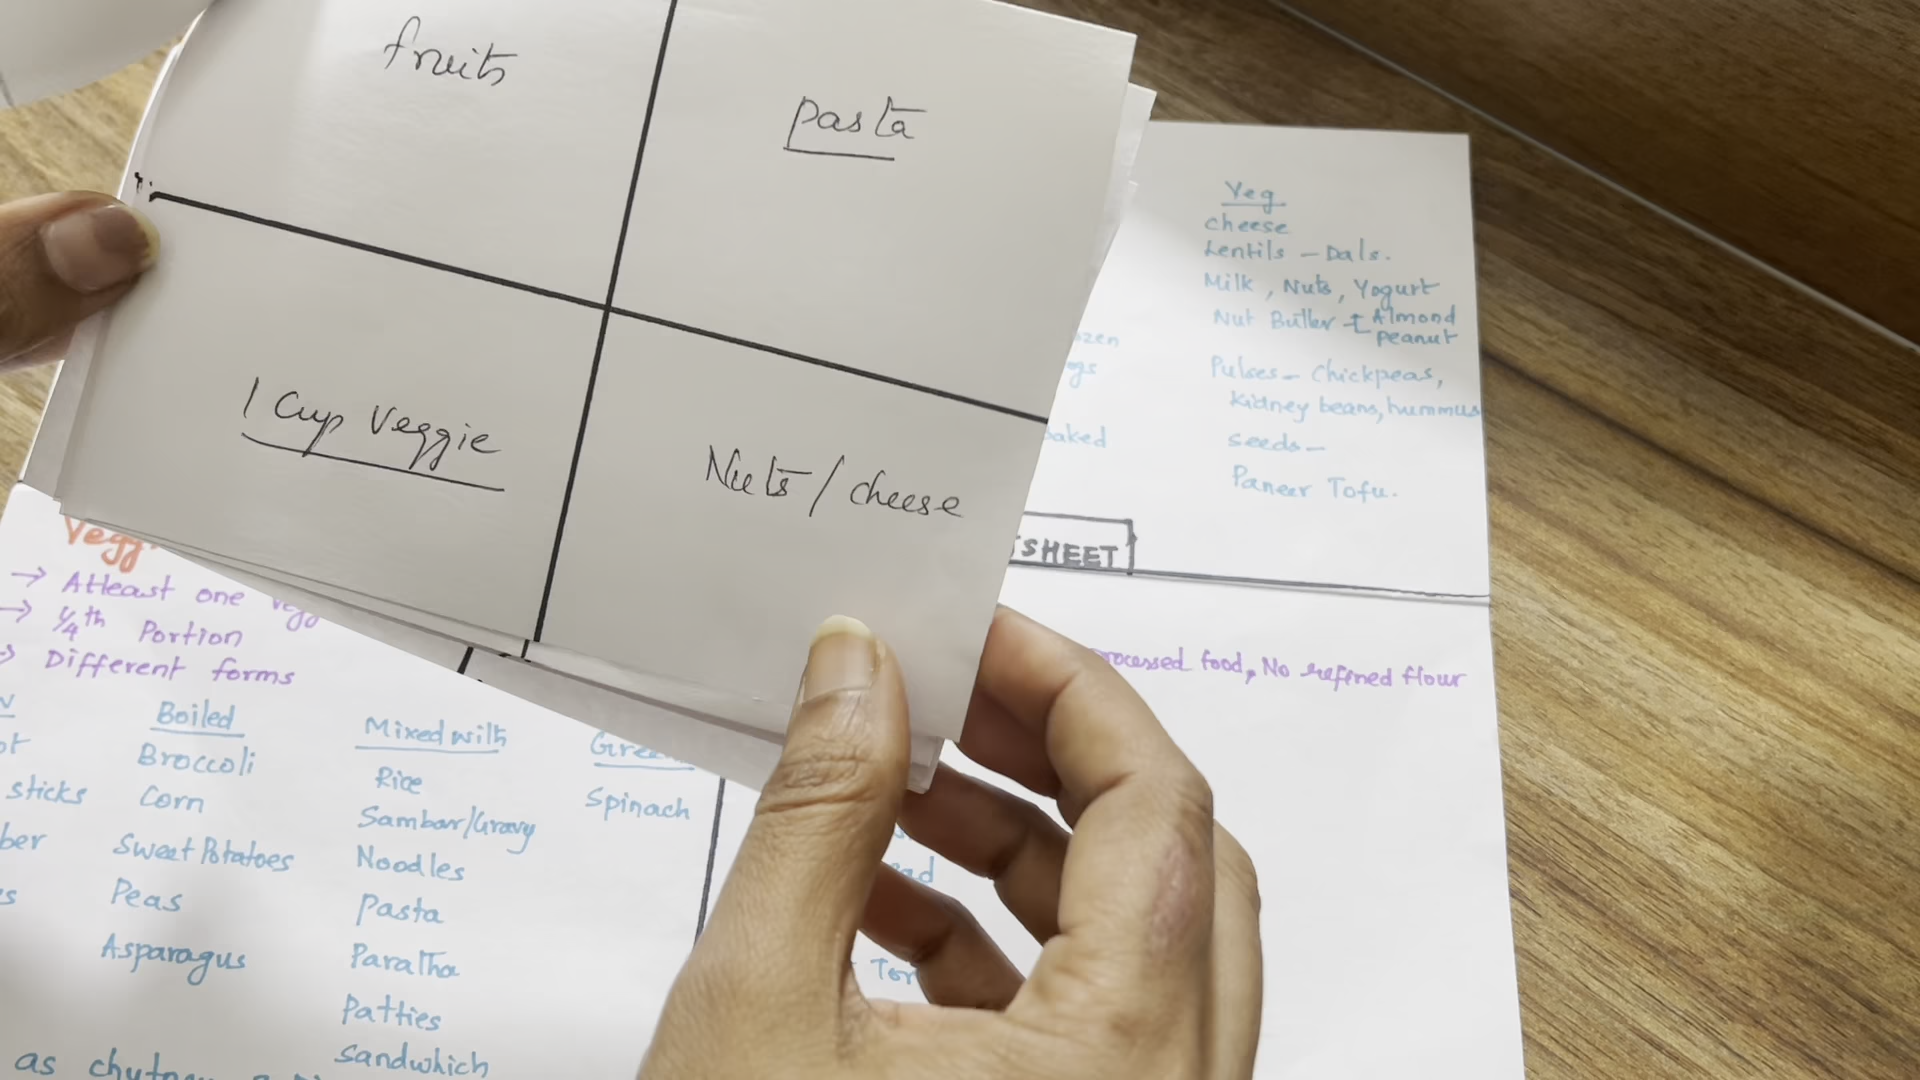 fruits
pasta
1 Cup Veggie
Nuts / cheese
Veg
cheese
Lentils - Dals.
Milk, Nuts, Yogurt
Nut Butter - [ Almond
Peanut
Pulses - Chickpeas,
Kidney beans, hummus
seeds -
Paneer Tofu.
SHEET
→ Atleast one
→ 1/4th Portion
→ Different forms
No refined flour
food,
sticks
Boiled
Broccoli
Corn
Sweet Potatoes
Peas
Asparagus
Mixed with
Rice
Sambar/Gravy
Noodles
Pasta
Paratha
Patties
Sandwhich
Spinach
as